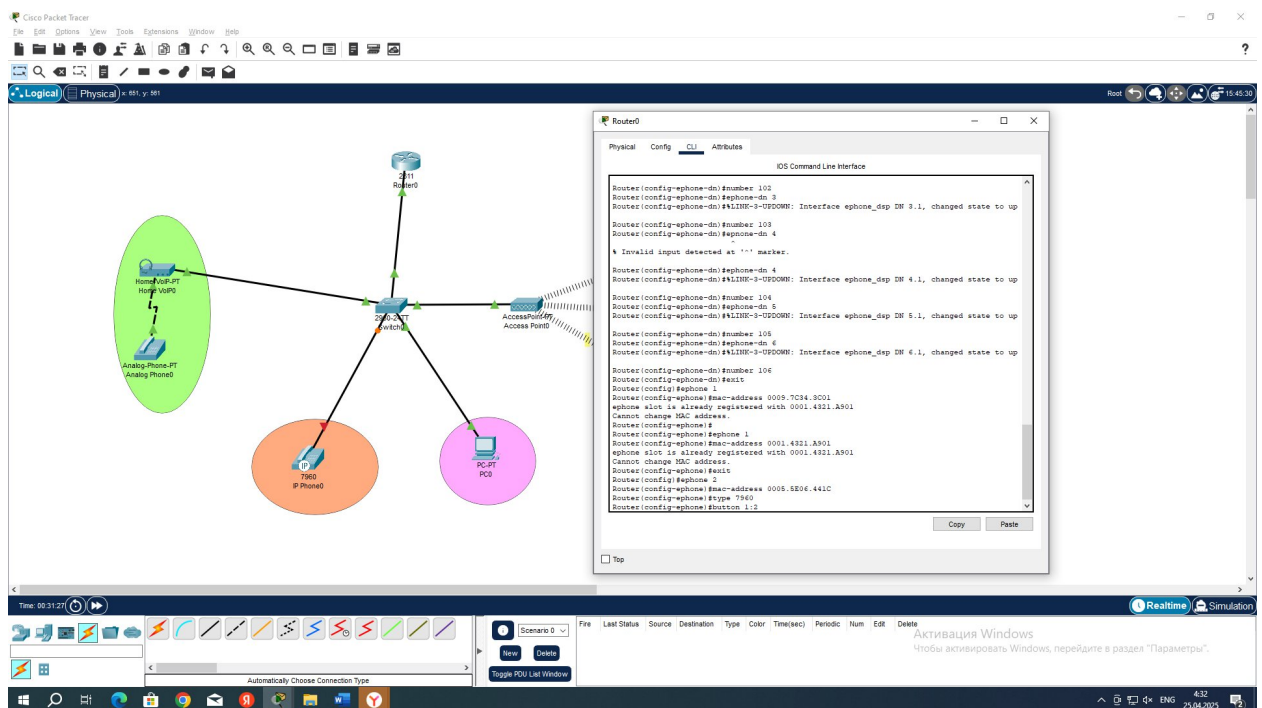 Cisco Packet Tracer
File Edit Options View Tools Extensions Window Help
?
Logical Physical x: 651, y: 561 Root 15:45:30
2611
Router0
HomeVoIP-PT
Home VoIP0
Analog-Phone-PT
Analog Phone0
Switch0
AccessPoint-PT
Access Point0
IP
7960
IP Phone0
PC-PT
PC0
Router0
Physical Config CLI Attributes
IOS Command Line Interface
Router(config-ephone-dn)#number 102
Router(config-ephone-dn)#ephone-dn 3
Router(config-ephone-dn)#%LINK-3-UPDOWN: Interface ephone_dsp DN 3.1, changed state to up
Router(config-ephone-dn)#number 103
Router(config-ephone-dn)#epnone-dn 4
^
% Invalid input detected at '^' marker.
Router(config-ephone-dn)#ephone-dn 4
Router(config-ephone-dn)#%LINK-3-UPDOWN: Interface ephone_dsp DN 4.1, changed state to up
Router(config-ephone-dn)#number 104
Router(config-ephone-dn)#ephone-dn 5
Router(config-ephone-dn)#%LINK-3-UPDOWN: Interface ephone_dsp DN 5.1, changed state to up
Router(config-ephone-dn)#number 105
Router(config-ephone-dn)#ephone-dn 6
Router(config-ephone-dn)#%LINK-3-UPDOWN: Interface ephone_dsp DN 6.1, changed state to up
Router(config-ephone-dn)#number 106
Router(config-ephone-dn)#exit
Router(config)#ephone 1
Router(config-ephone)#mac-address 0009.7C34.3C01
ephone slot is already registered with 0001.4321.A901
Cannot change MAC address.
Router(config-ephone)#
Router(config-ephone)#ephone 1
Router(config-ephone)#mac-address 0001.4321.A901
ephone slot is already registered with 0001.4321.A901
Cannot change MAC address.
Router(config-ephone)#exit
Router(config)#ephone 2
Router(config-ephone)#mac-address 0005.5E06.441C
Router(config-ephone)#type 7960
Router(config-ephone)#button 1:2
Copy Paste
Top
Time: 00:31:27 Realtime Simulation
Scenario 0
New Delete
Toggle PDU List Window
Fire Last Status Source Destination Type Color Time(sec) Periodic Num Edit Delete
Активация Windows
Чтобы активировать Windows, перейдите в раздел "Параметры".
Automatically Choose Connection Type
ENG 4:32
25.04.2025